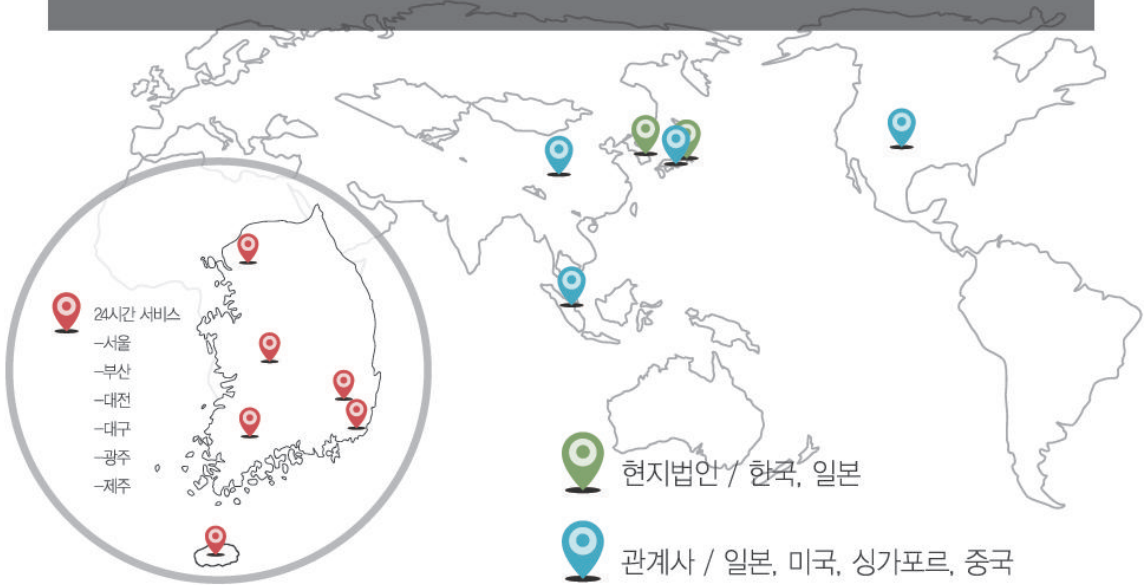 24시간 서비스
-서울
-부산
-대전
-대구
-광주
-제주
현지법인 / 한국, 일본
관계사 / 일본, 미국, 싱가포르, 중국